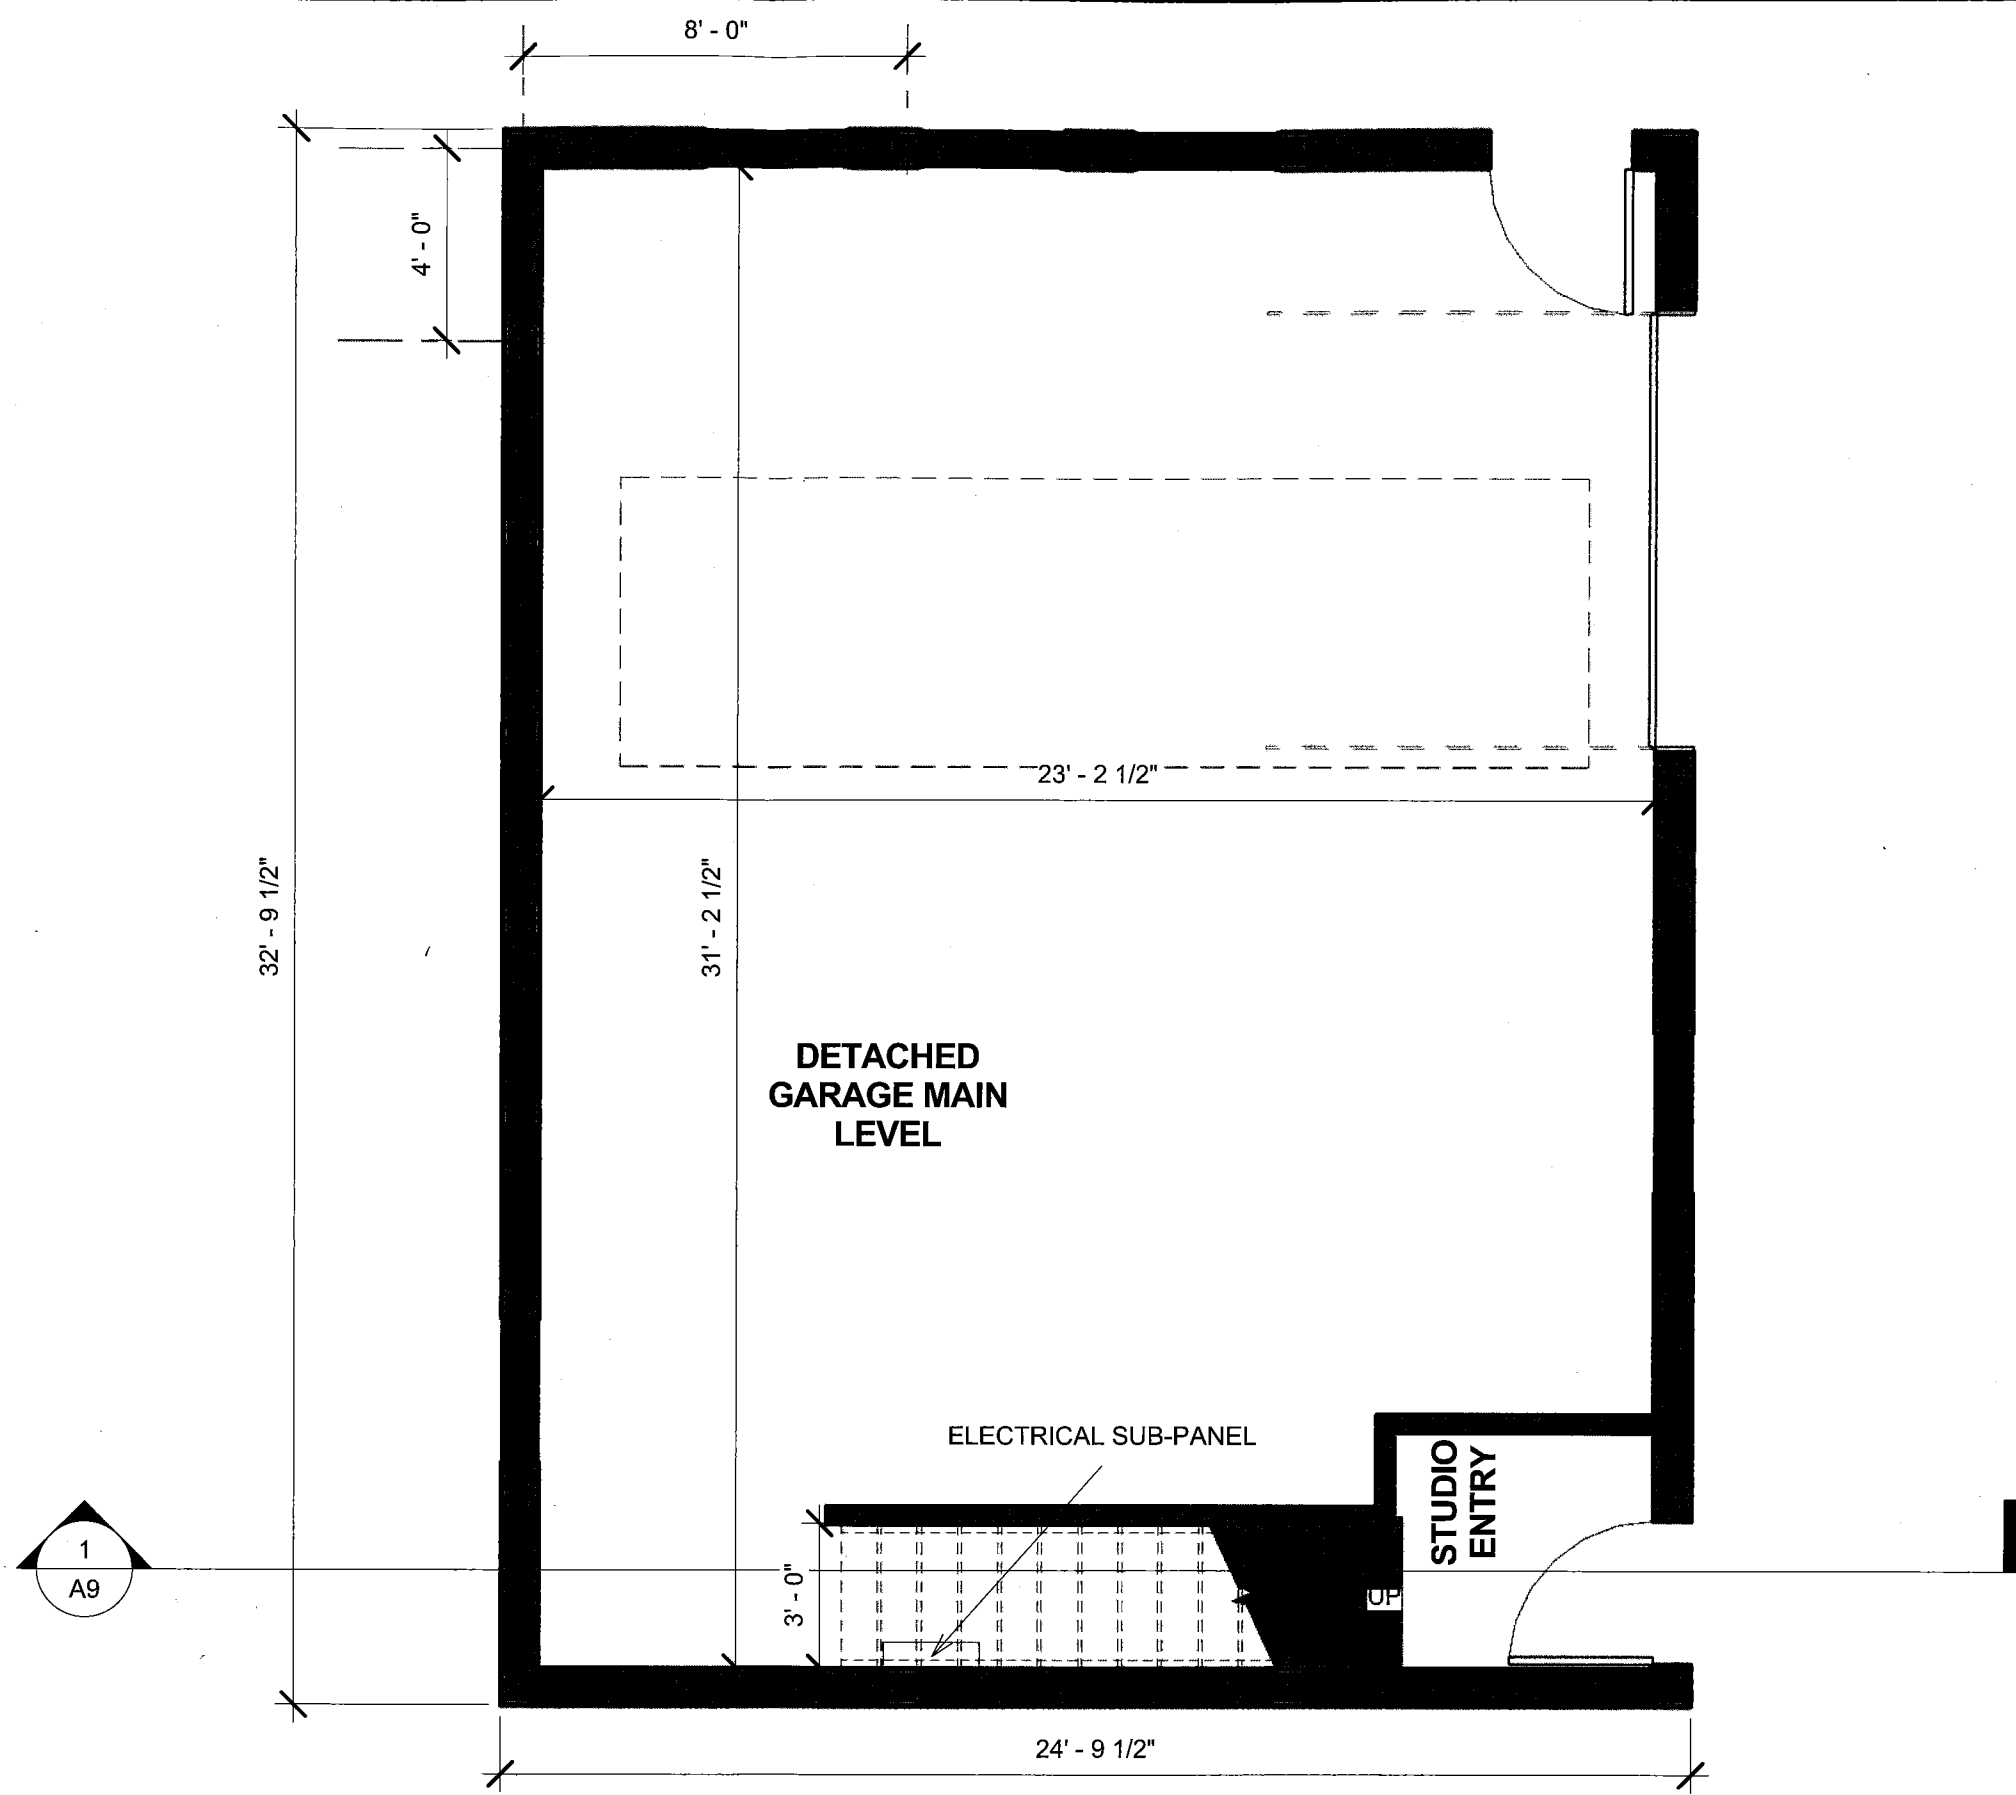 8' - 0"
4' - 0"
23' - 2 1/2"
32' - 9 1/2"
31' - 2 1/2"
DETACHED
GARAGE MAIN
LEVEL
ELECTRICAL SUB-PANEL
STUDIO
ENTRY
1
A9
3' - 0"
UP
24' - 9 1/2"